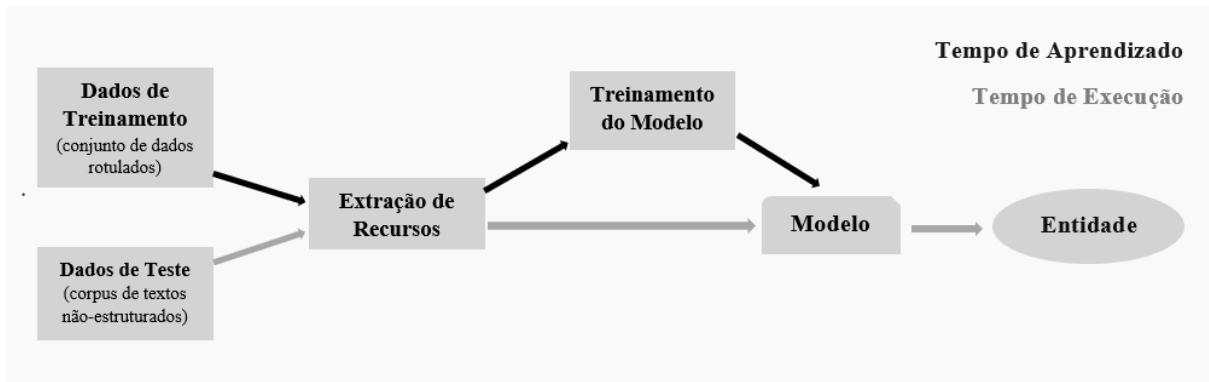 Tempo de Aprendizado
Tempo de Execução
Dados de
Treinamento
(conjunto de dados
rotulados)
Treinamento
do Modelo
Extração de
Recursos
Modelo
Entidade
Dados de Teste
(corpus de textos
não-estruturados)